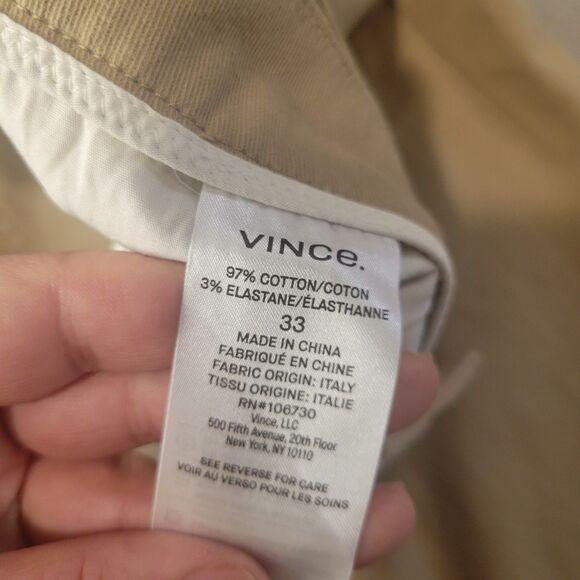 VINCe.
97% COTTON/COTON
3% ELASTANE/ÉLASTHANNE
33
MADE IN CHINA
FABRIQUÉ EN CHINE
FABRIC ORIGIN: ITALY
TISSU ORIGINE: ITALIE
RN#106730
Vince, LLC
500 Fifth Avenue, 20th Floor
New York, NY 10110
SEE REVERSE FOR CARE
VOIR AU VERSO POUR LES SOINS